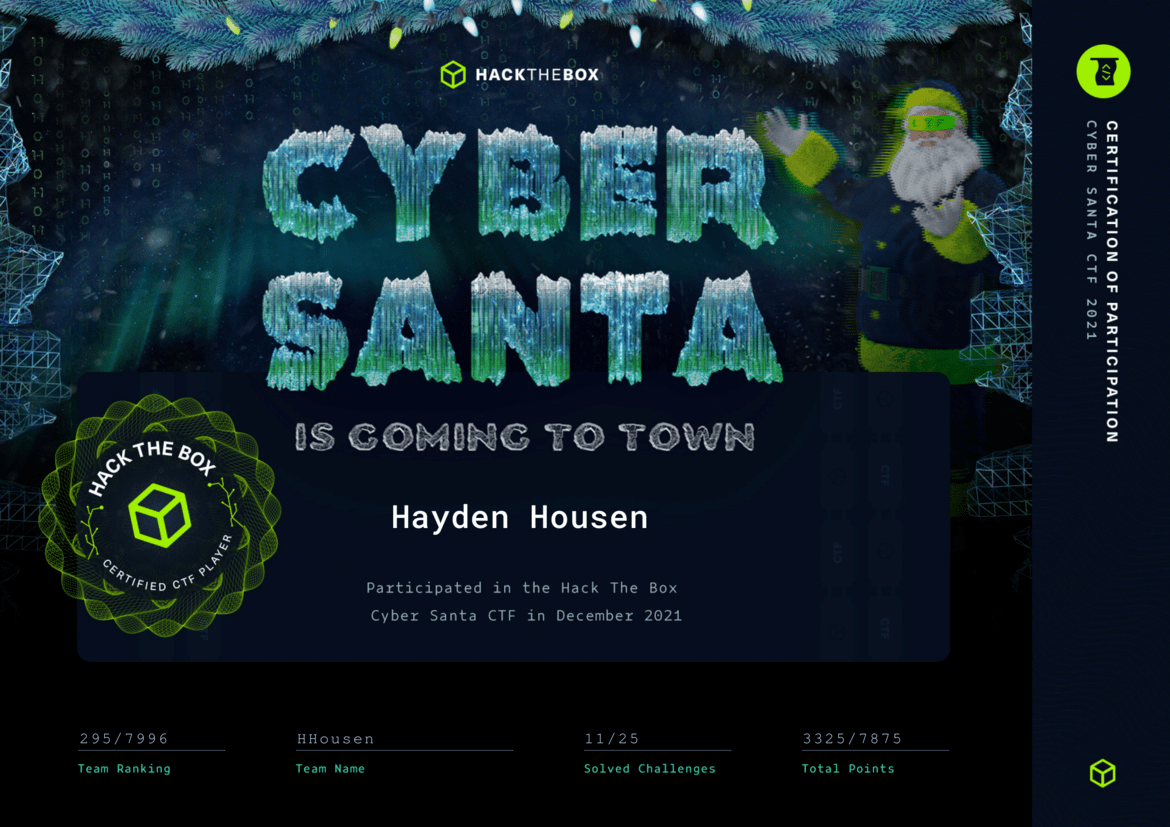 HACKTHEBOX
CYBER
SANTA
IS COMING TO TOWN
CTF
HACK THE BOX
CERTIFIED CTF PLAYER
Hayden Housen
Participated in the Hack The Box
Cyber Santa CTF in December 2021
295/7996
Team Ranking
HHousen
Team Name
11/25
Solved Challenges
3325/7875
Total Points
CERTIFICATION OF PARTICIPATION
CYBER SANTA CTF 2021